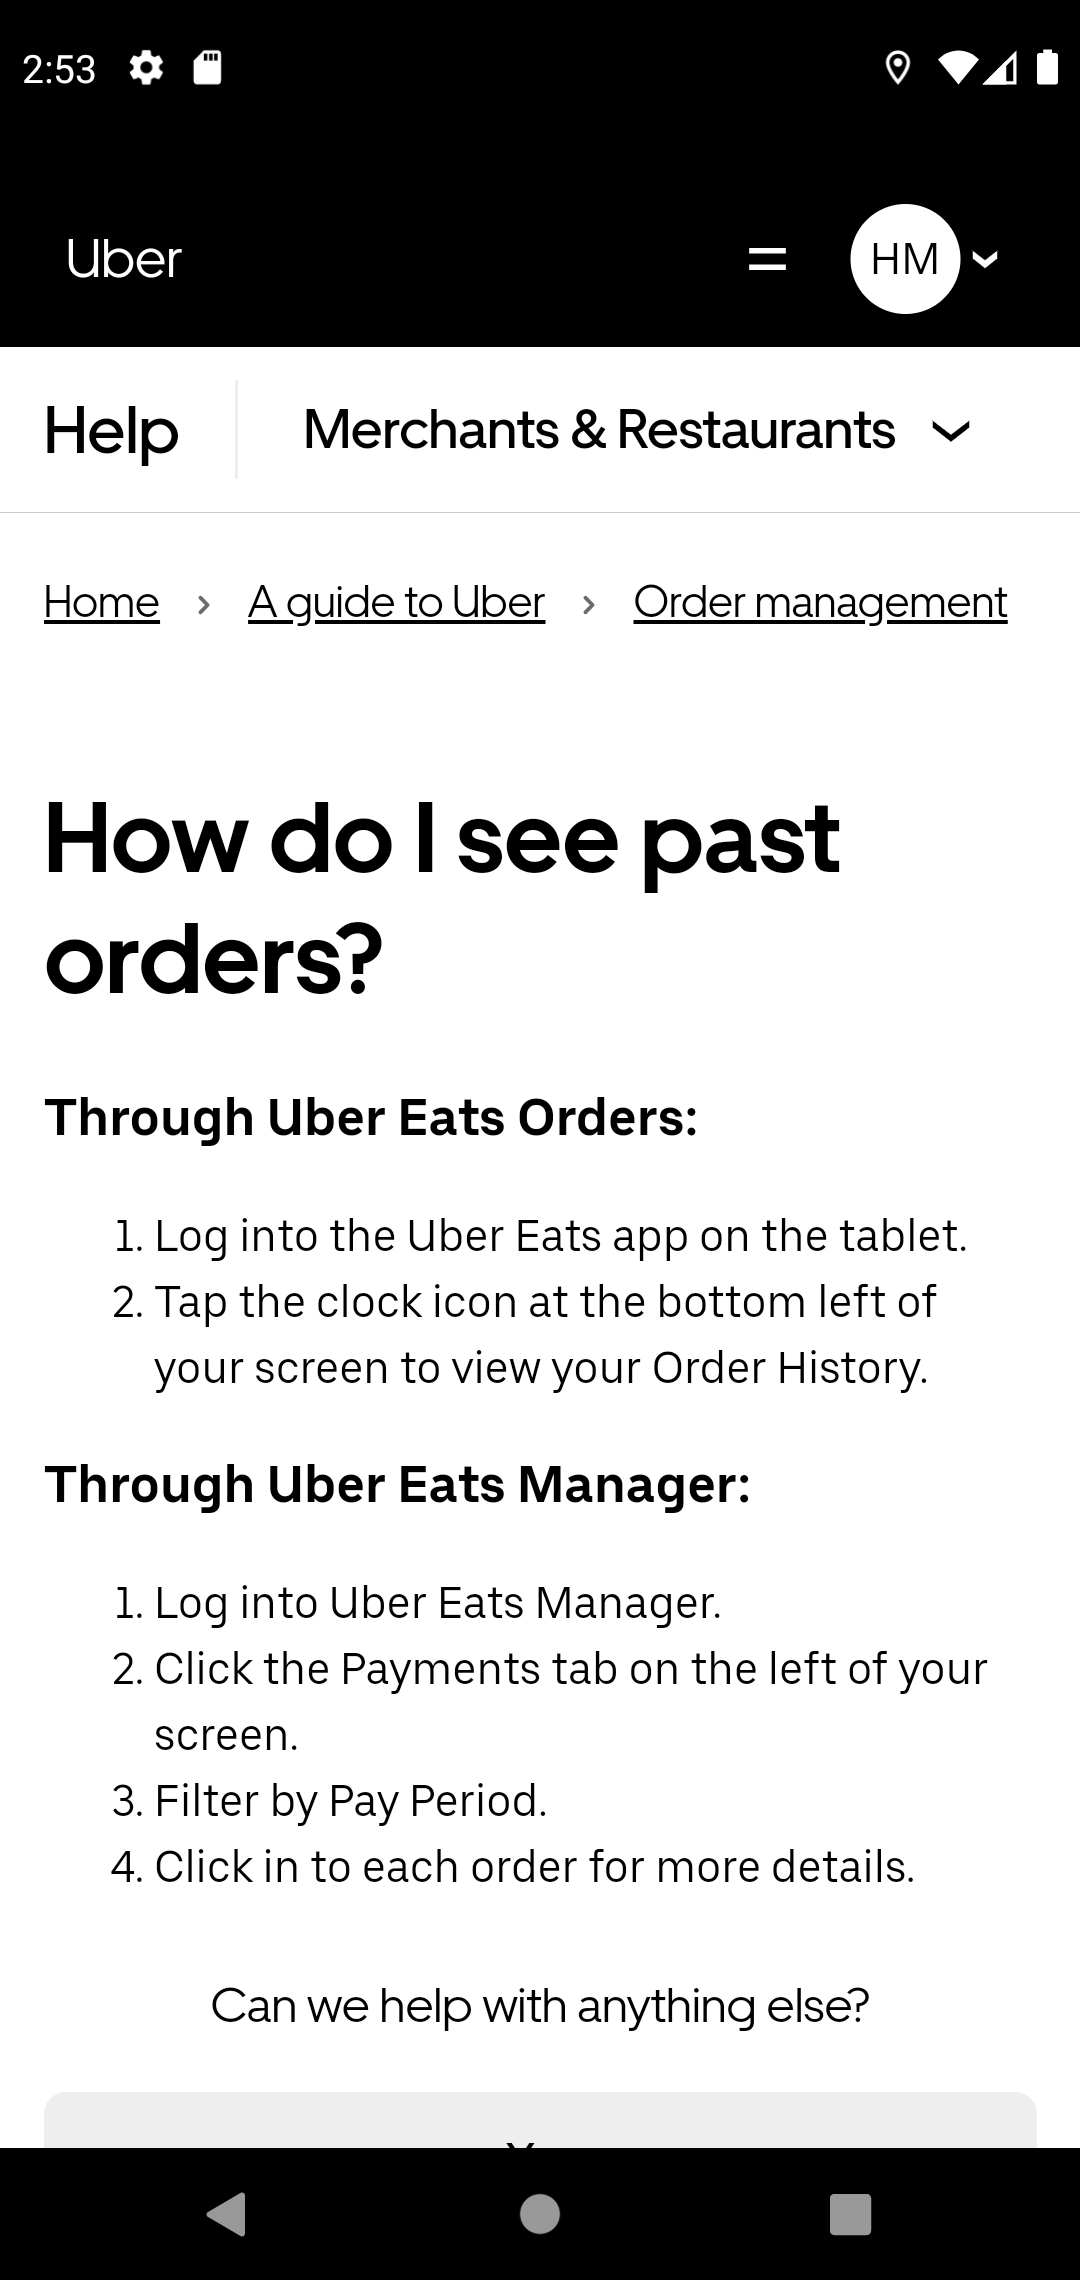 2:53
Uber
HM
Help
Merchants & Restaurants
Home
A guide to Uber
Order management
How do I see past
orders?
Through Uber Eats Orders:
1. Log into the Uber Eats app on the tablet.
2. Tap the clock icon at the bottom left of
your screen to view your Order History.
Through Uber Eats Manager:
1. Log into Uber Eats Manager.
2. Click the Payments tab on the left of your
screen.
3. Filter by Pay Period.
4. Click in to each order for more details.
Can we help with anything else?